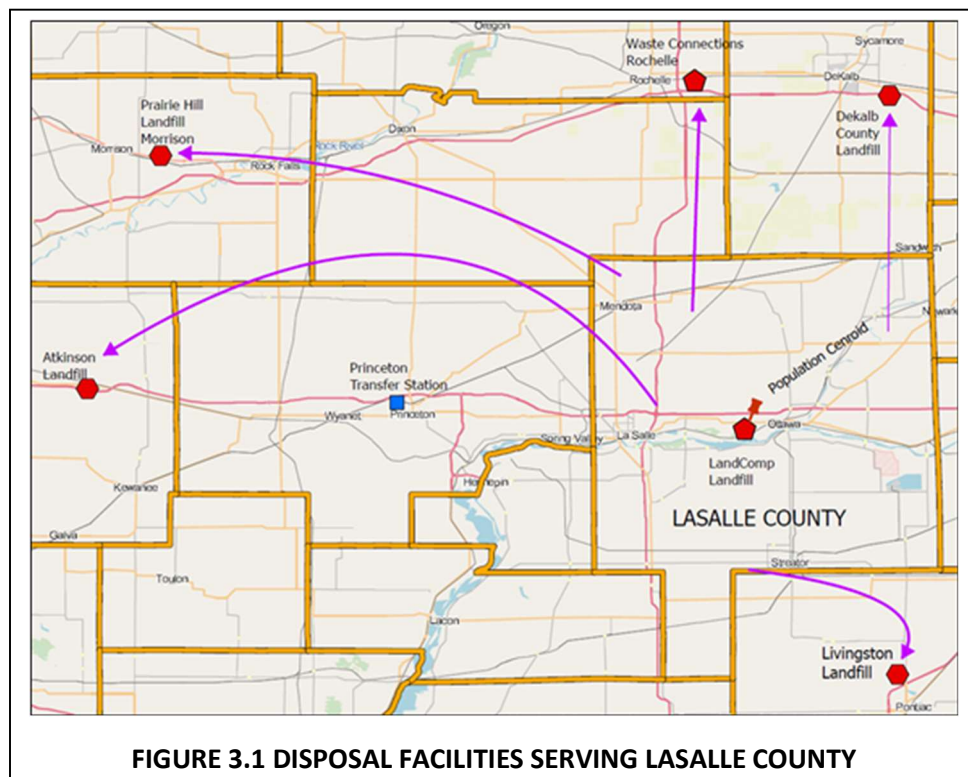 Oregon
Waste Connections
Rochelle
Rochelle
Sycamore
DeKalb
Dekalb
County
Landfill
Prairie Hill
Landfill
Morrison
Morrison
Dixon
Rock River
Rock Falls
Sandwich
Mendota
Newark
Population Cenroid
Atkinson
Landfill
Princeton
Transfer Station
Wyanet
Princeton
Spring Valley
La Salle
Ottawa
LandComp
Landfill
Kewanee
Hennepin
LASALLE COUNTY
Galva
Toulon
Streator
Lacon
Livingston
Landfill
Pontiac
FIGURE 3.1 DISPOSAL FACILITIES SERVING LASALLE COUNTY